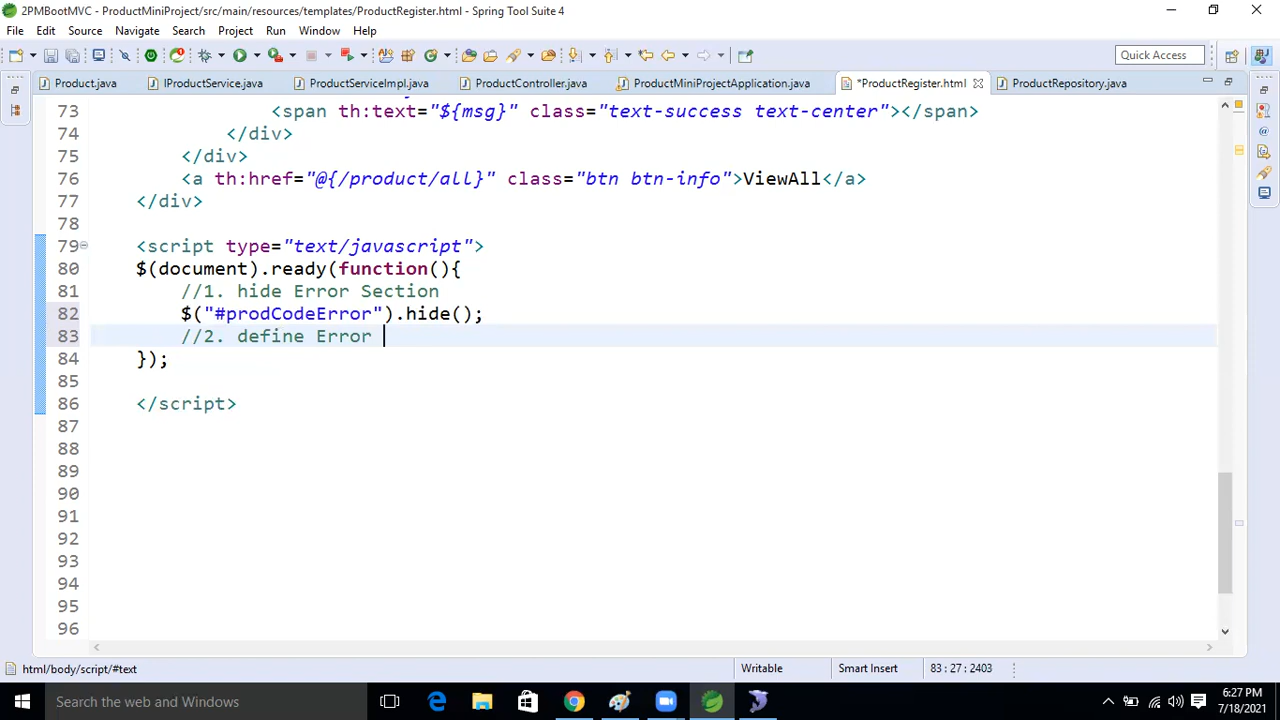 2PMBootMVC - ProductMiniProject/src/main/resources/templates/ProductRegister.html - Spring Tool Suite 4
File Edit Source Navigate Search Project Run Window Help
Quick Access
Product.java IProductService.java ProductServiceImpl.java ProductController.java ProductMiniProjectApplication.java *ProductRegister.html ProductRepository.java
73 <span th:text="${msg}" class="text-success text-center"></span>
74 </div>
75 </div>
76 <a th:href="@{/product/all}" class="btn btn-info">ViewAll</a>
77 </div>
78
79 <script type="text/javascript">
80 $(document).ready(function(){
81 //1. hide Error Section
82 $("#prodCodeError").hide();
83 //2. define Error
84 });
85
86 </script>
87
88
89
90
91
92
93
94
95
96
html/body/script/#text Writable Smart Insert 83 : 27 : 2403
Search the web and Windows
6:27 PM
7/18/2021